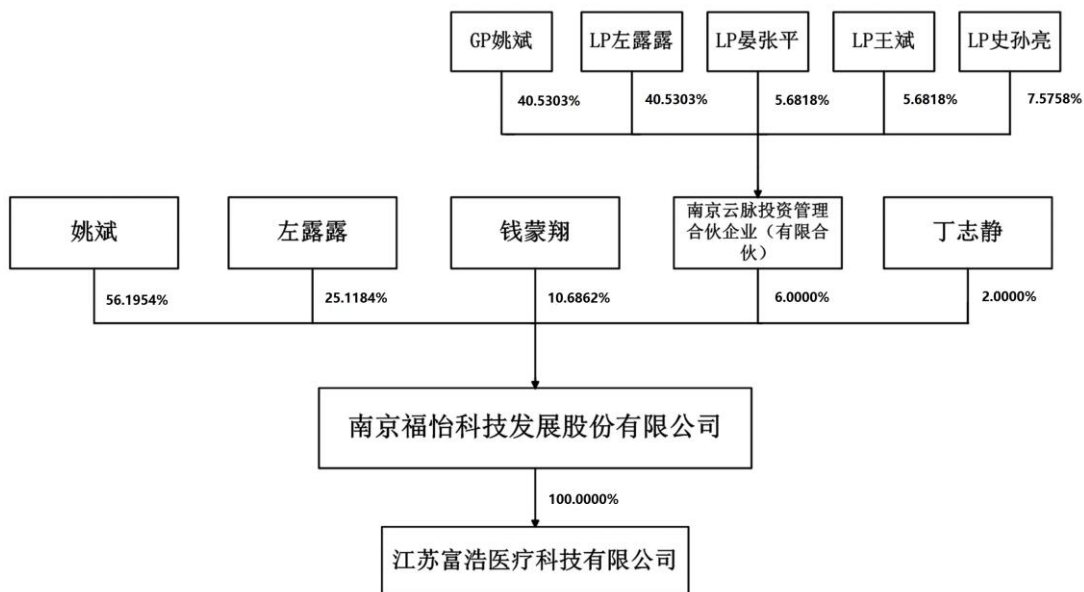 GP姚斌
LP左露露
LP晏张平
LP王斌
LP史孙亮
40.5303%
40.5303%
5.6818%
5.6818%
7.5758%
姚斌
左露露
钱蒙翔
南京云脉投资管理
合伙企业（有限合
伙）
丁志静
56.1954%
25.1184%
10.6862%
6.0000%
2.0000%
南京福怡科技发展股份有限公司
100.0000%
江苏富浩医疗科技有限公司